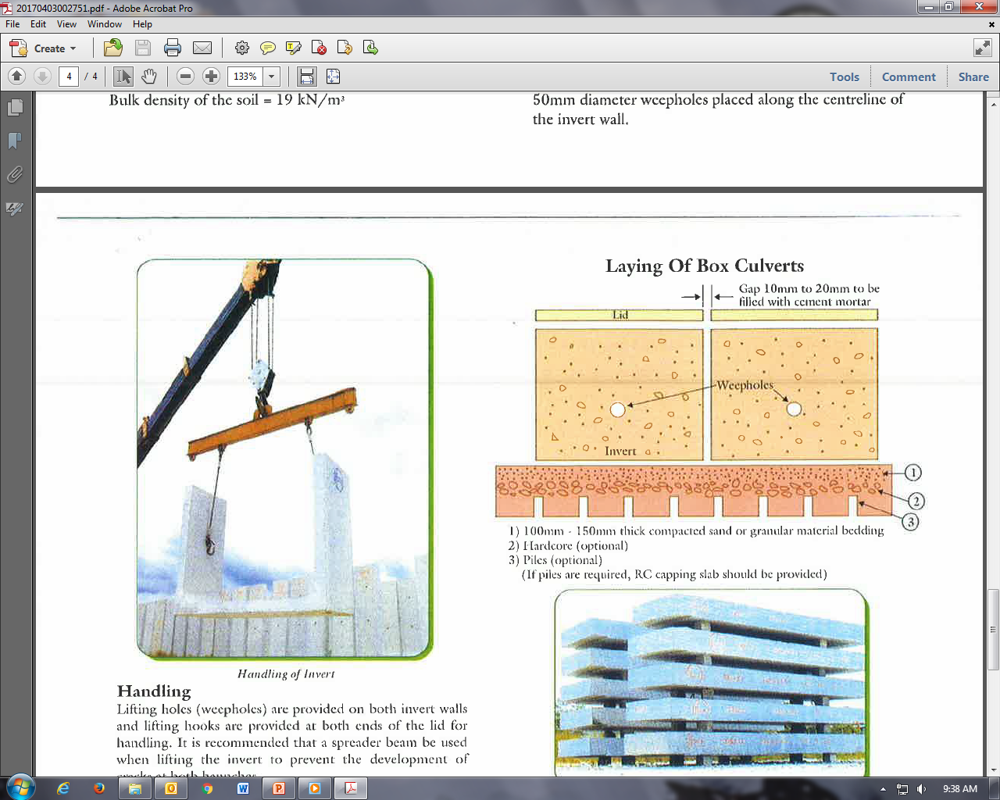 20170403002751.pdf - Adobe Acrobat Pro
File Edit View Window Help
Create
4 / 4
133%
Tools Comment Share
Bulk density of the soil = 19 kN/m³
50mm diameter weepholes placed along the centreline of
the invert wall.
Handling of Invert
Handling
Lifting holes (weepholes) are provided on both invert walls
and lifting hooks are provided at both ends of the lid for
handling. It is recommended that a spreader beam be used
when lifting the invert to prevent the development of
Laying Of Box Culverts
Gap 10mm to 20mm to be
filled with cement mortar
Lid
Weepholes
Invert
1
2
3
1) 100mm - 150mm thick compacted sand or granular material bedding
2) Hardcore (optional)
3) Piles (optional)
(If piles are required, RC capping slab should be provided)
9:38 AM